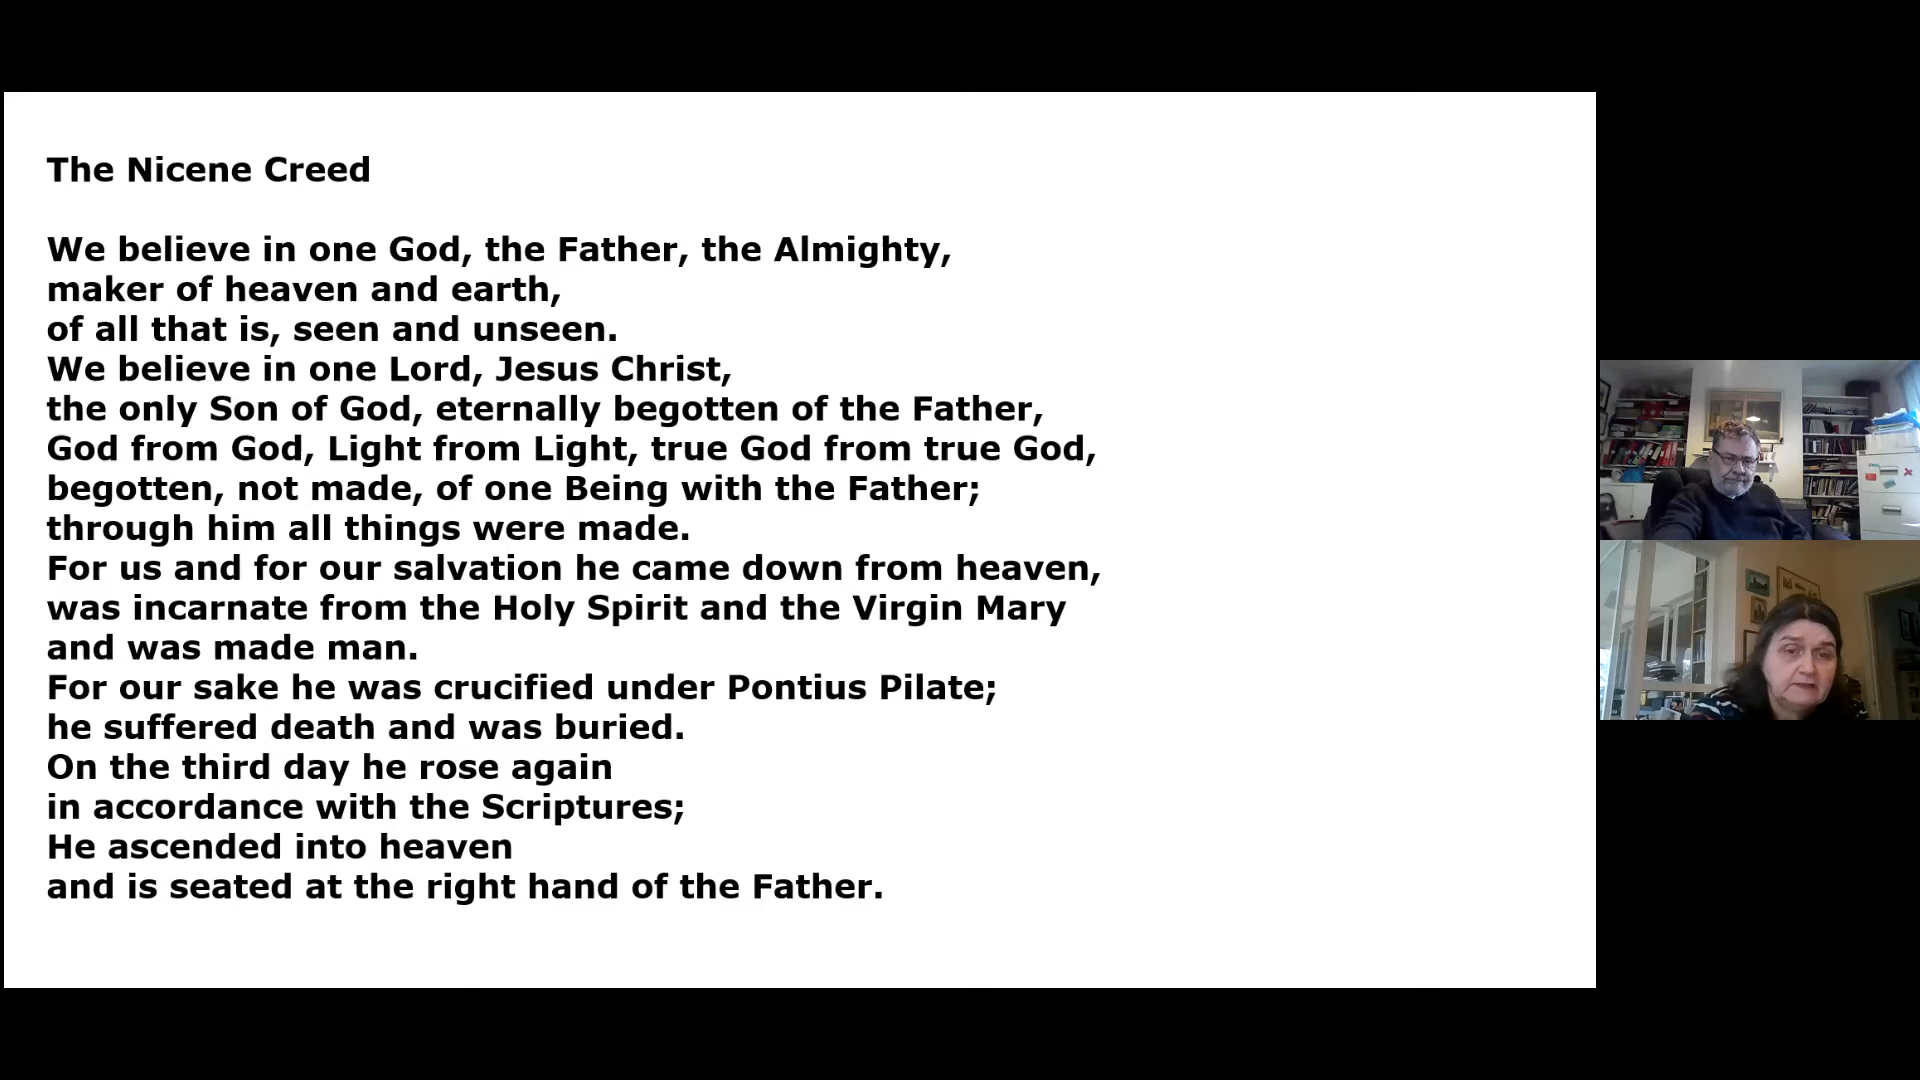 The Nicene Creed
We believe in one God, the Father, the Almighty,
maker of heaven and earth,
of all that is, seen and unseen.
We believe in one Lord, Jesus Christ,
the only Son of God, eternally begotten of the Father,
God from God, Light from Light, true God from true God,
begotten, not made, of one Being with the Father;
through him all things were made.
For us and for our salvation he came down from heaven,
was incarnate from the Holy Spirit and the Virgin Mary
and was made man.
For our sake he was crucified under Pontius Pilate;
he suffered death and was buried.
On the third day he rose again
in accordance with the Scriptures;
He ascended into heaven
and is seated at the right hand of the Father.